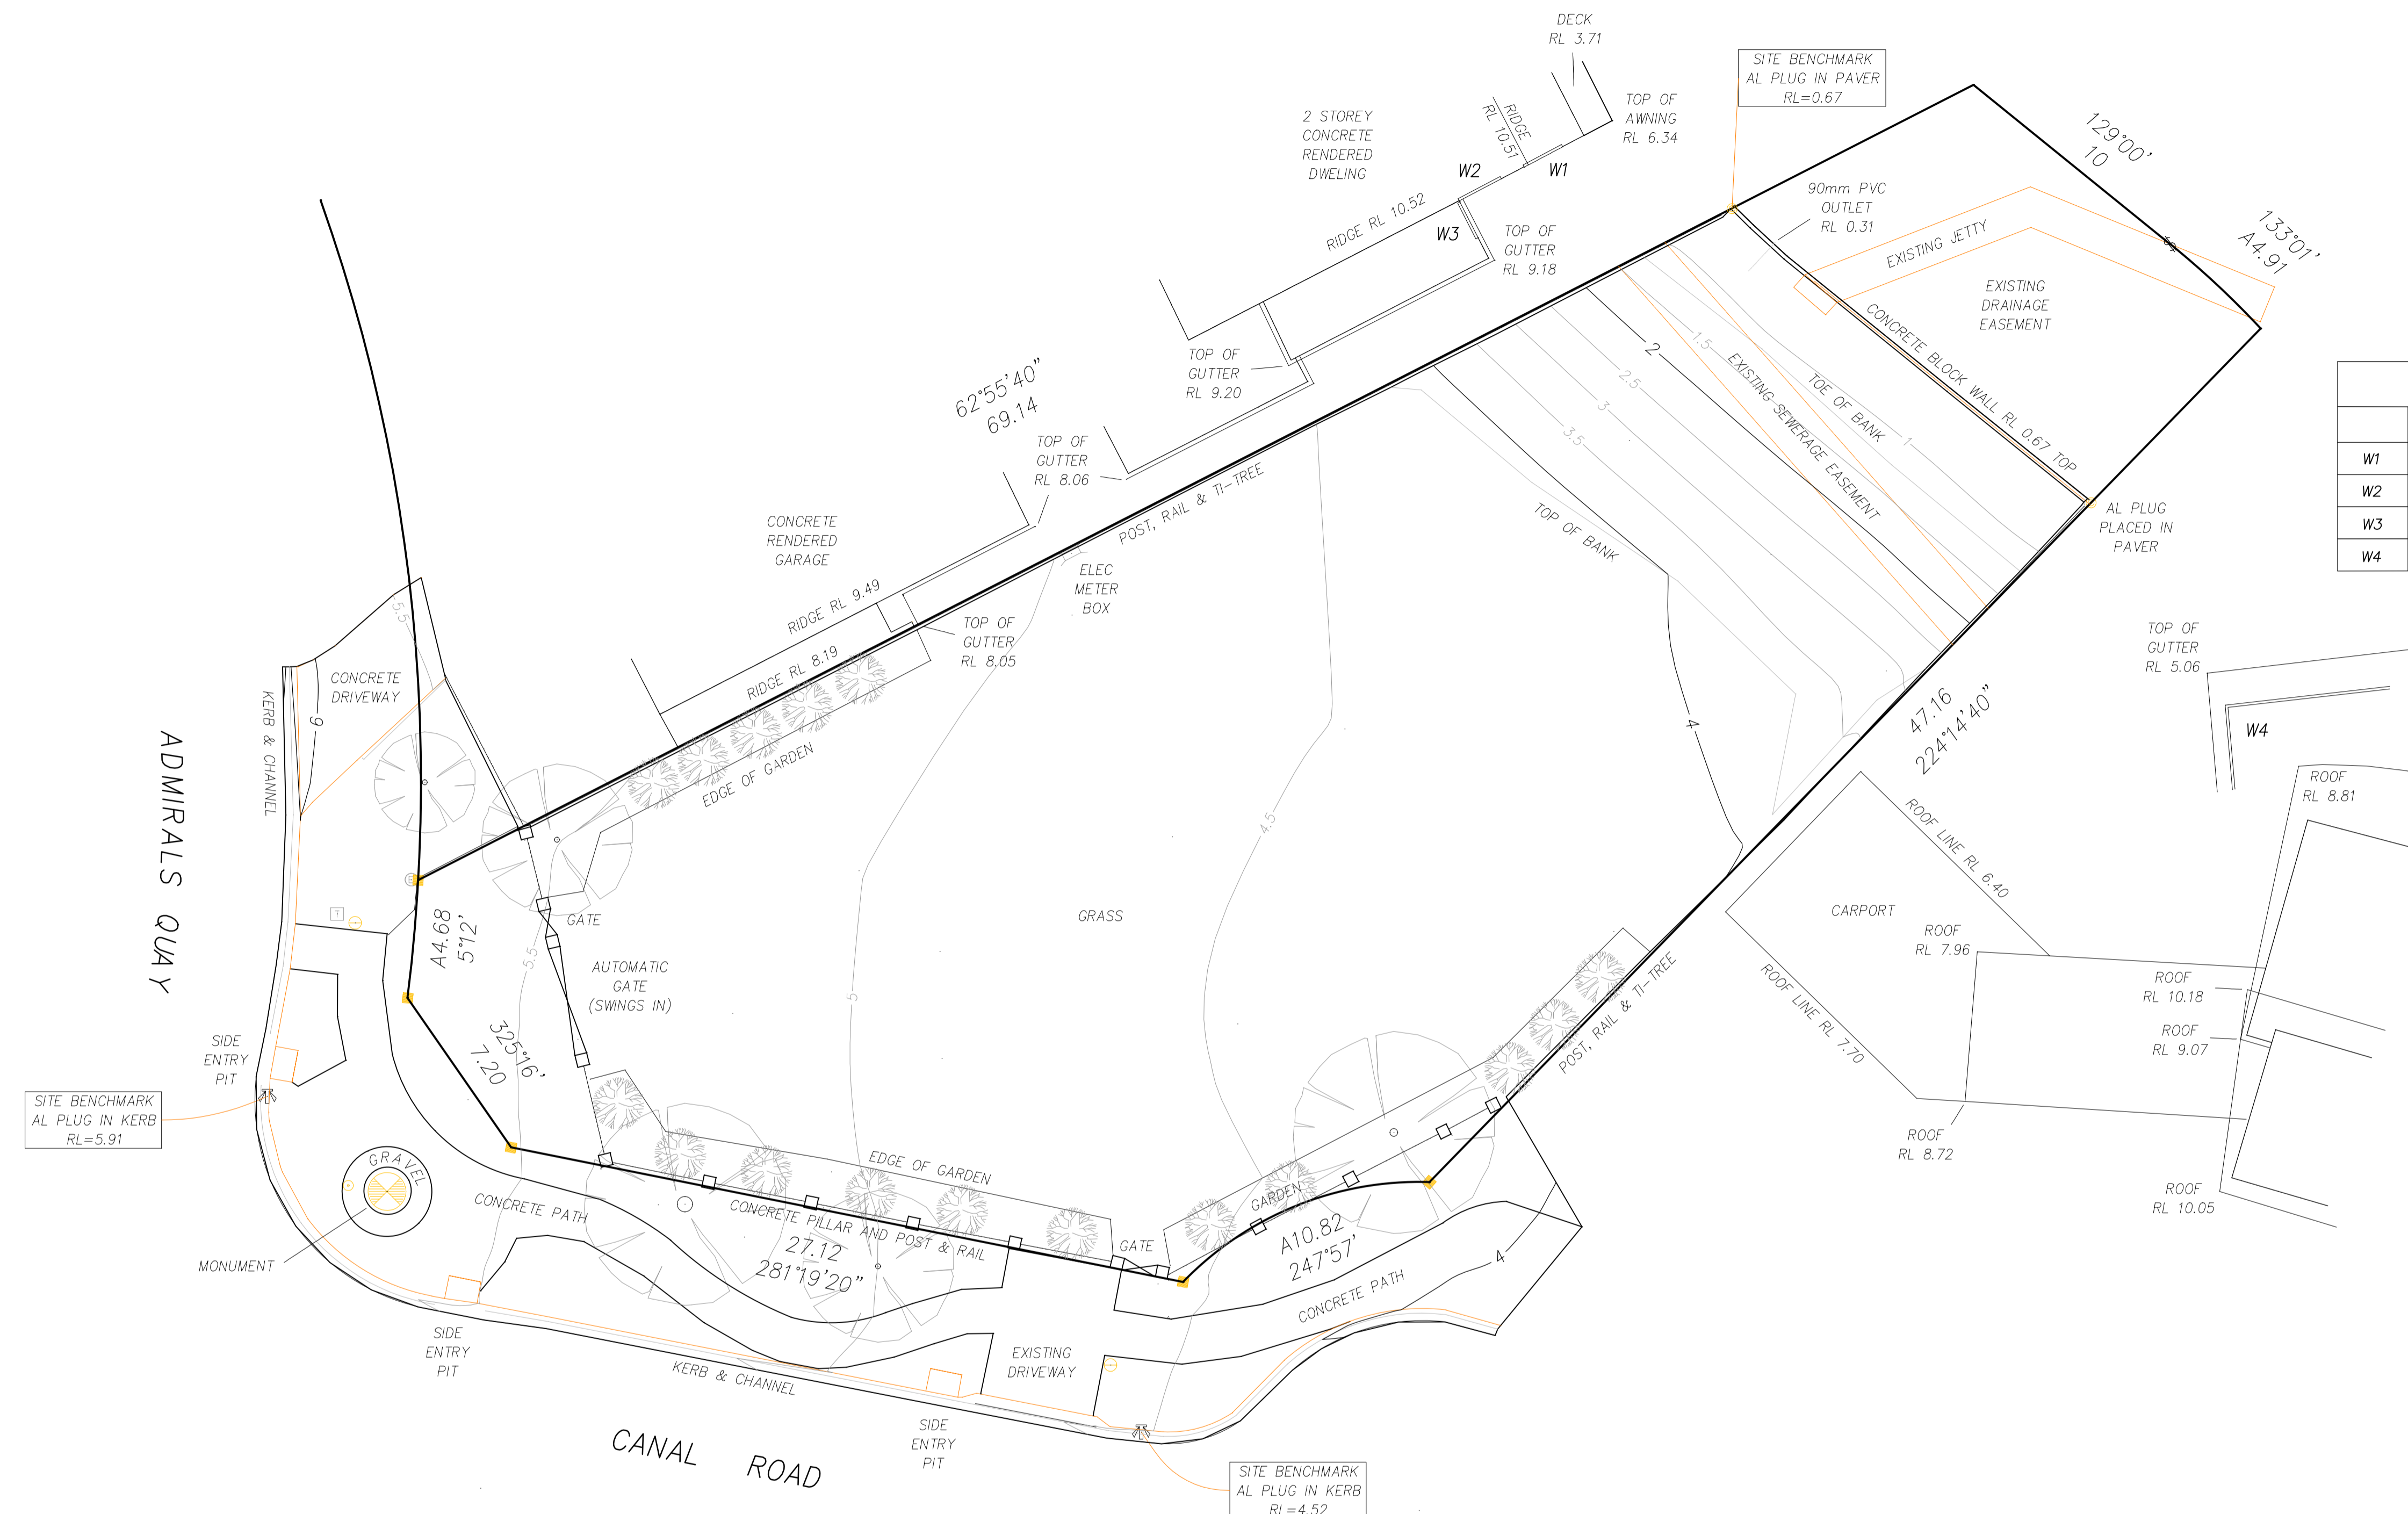 DECK
RL 3.71
SITE BENCHMARK
AL PLUG IN PAVER
RL=0.67
2 STOREY
CONCRETE
RENDERED
DWELING
RIDGE
RL 10.51
TOP OF
AWNING
RL 6.34
W1
W2
W3
RIDGE RL 10.52
TOP OF
GUTTER
RL 9.18
90mm PVC
OUTLET
RL 0.31
129°00'
10
133°01'
A4.91
EXISTING JETTY
EXISTING
DRAINAGE
EASEMENT
CONCRETE BLOCK WALL RL 0.67 TOP
TOP OF
GUTTER
RL 9.20
62°55'40"
69.14
TOP OF
GUTTER
RL 8.06
1.5
2
2.5
3
3.5
1
EXISTING SEWERAGE EASEMENT
TOE OF BANK
TOP OF BANK
POST, RAIL & TI-TREE
AL PLUG
PLACED IN
PAVER
W1
W2
W3
W4
CONCRETE
RENDERED
GARAGE
RIDGE RL 9.49
RIDGE RL 8.19
ELEC
METER
BOX
TOP OF
GUTTER
RL 8.05
EDGE OF GARDEN
5.5
CONCRETE
DRIVEWAY
6
KERB & CHANNEL
ADMIRALS QUAY
4
4.5
47.16
224°14'40"
TOP OF
GUTTER
RL 5.06
W4
ROOF
RL 8.81
ROOF LINE RL 6.40
CARPORT
ROOF
RL 7.96
ROOF LINE RL 7.70
ROOF
RL 10.18
ROOF
RL 9.07
ROOF
RL 8.72
ROOF
RL 10.05
T
A4.68
5°12'
GATE
5.5
AUTOMATIC
GATE
(SWINGS IN)
GRASS
5
325°16'
7.20
SIDE
ENTRY
PIT
SITE BENCHMARK
AL PLUG IN KERB
RL=5.91
GRAVEL
MONUMENT
CONCRETE PATH
EDGE OF GARDEN
CONCRETE PILLAR AND POST & RAIL
27.12
281°19'20"
GATE
GARDEN
A10.82
247°57'
POST, RAIL & TI-TREE
CONCRETE PATH
4
SIDE
ENTRY
PIT
KERB & CHANNEL
EXISTING
DRIVEWAY
SIDE
ENTRY
PIT
CANAL ROAD
SITE BENCHMARK
AL PLUG IN KERB
RL=4.52